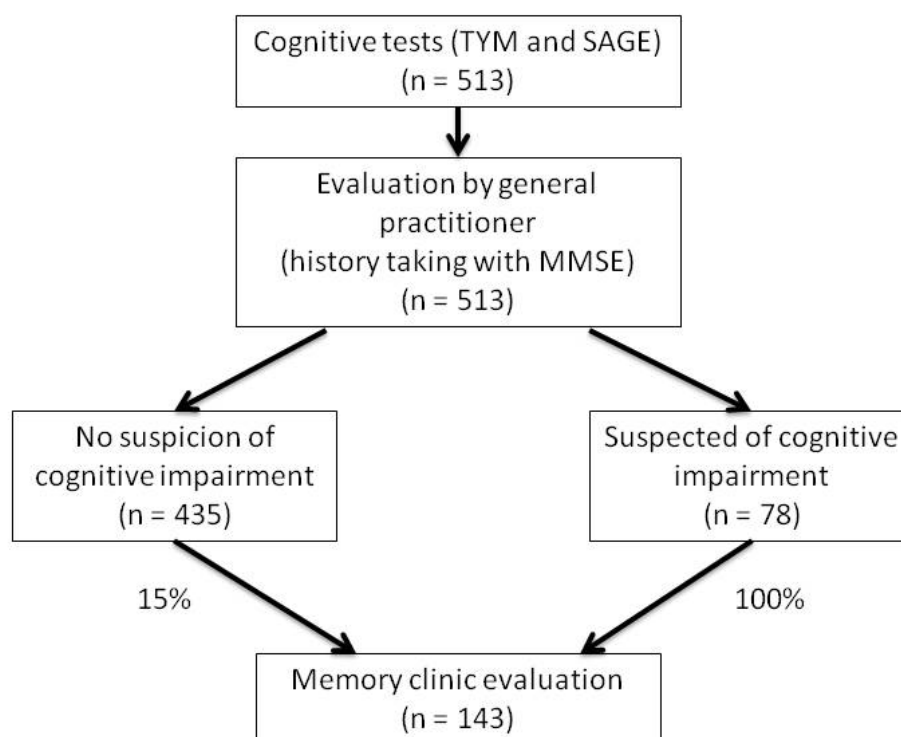 Cognitive tests (TYM and SAGE)
(n = 513)
Evaluation by general
practitioner
(history taking with MMSE)
(n = 513)
No suspicion of
cognitive impairment
(n = 435)
Suspected of cognitive
impairment
(n = 78)
15%
100%
Memory clinic evaluation
(n = 143)